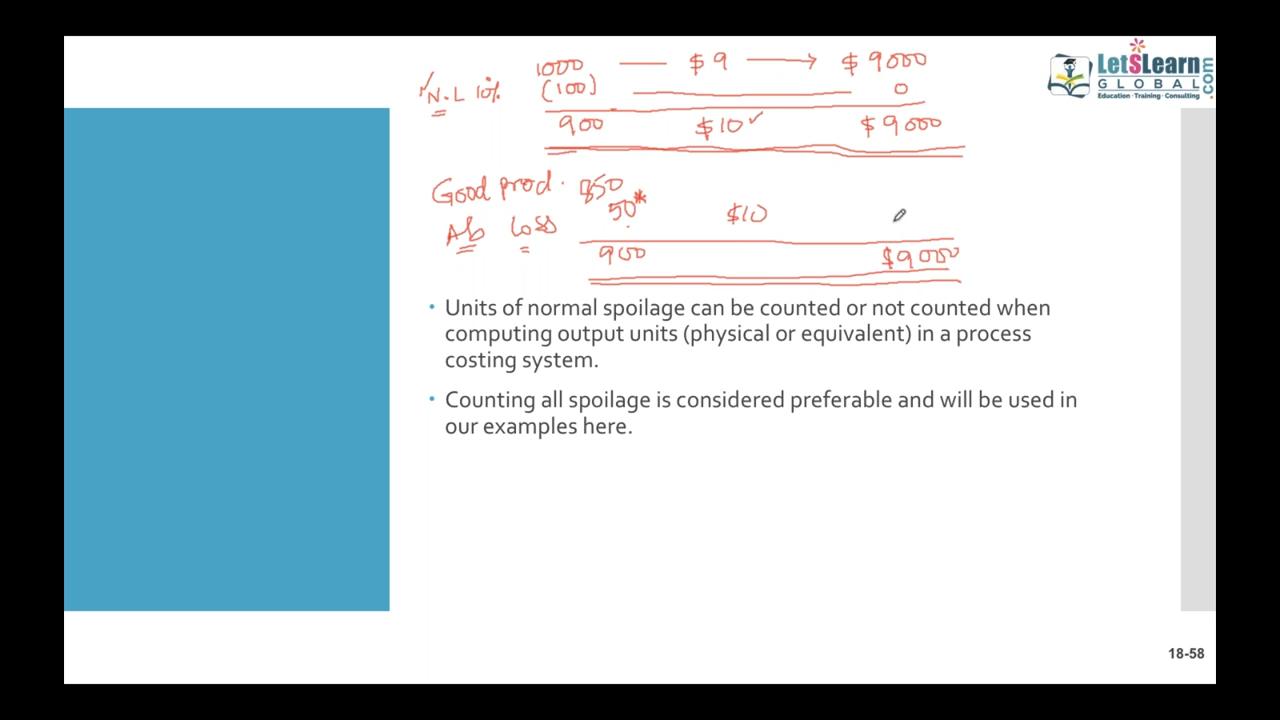 1000 — $9 → $9000
N.L 10% (100) 0
900 $10✓ $9000
Good prod. 850
50*
Ab Loss $10
900 $9000
• Units of normal spoilage can be counted or not counted when
computing output units (physical or equivalent) in a process
costing system.
• Counting all spoilage is considered preferable and will be used in
our examples here.
LetSLearn
GLOBAL
.com
Education · Training · Consulting
18-58